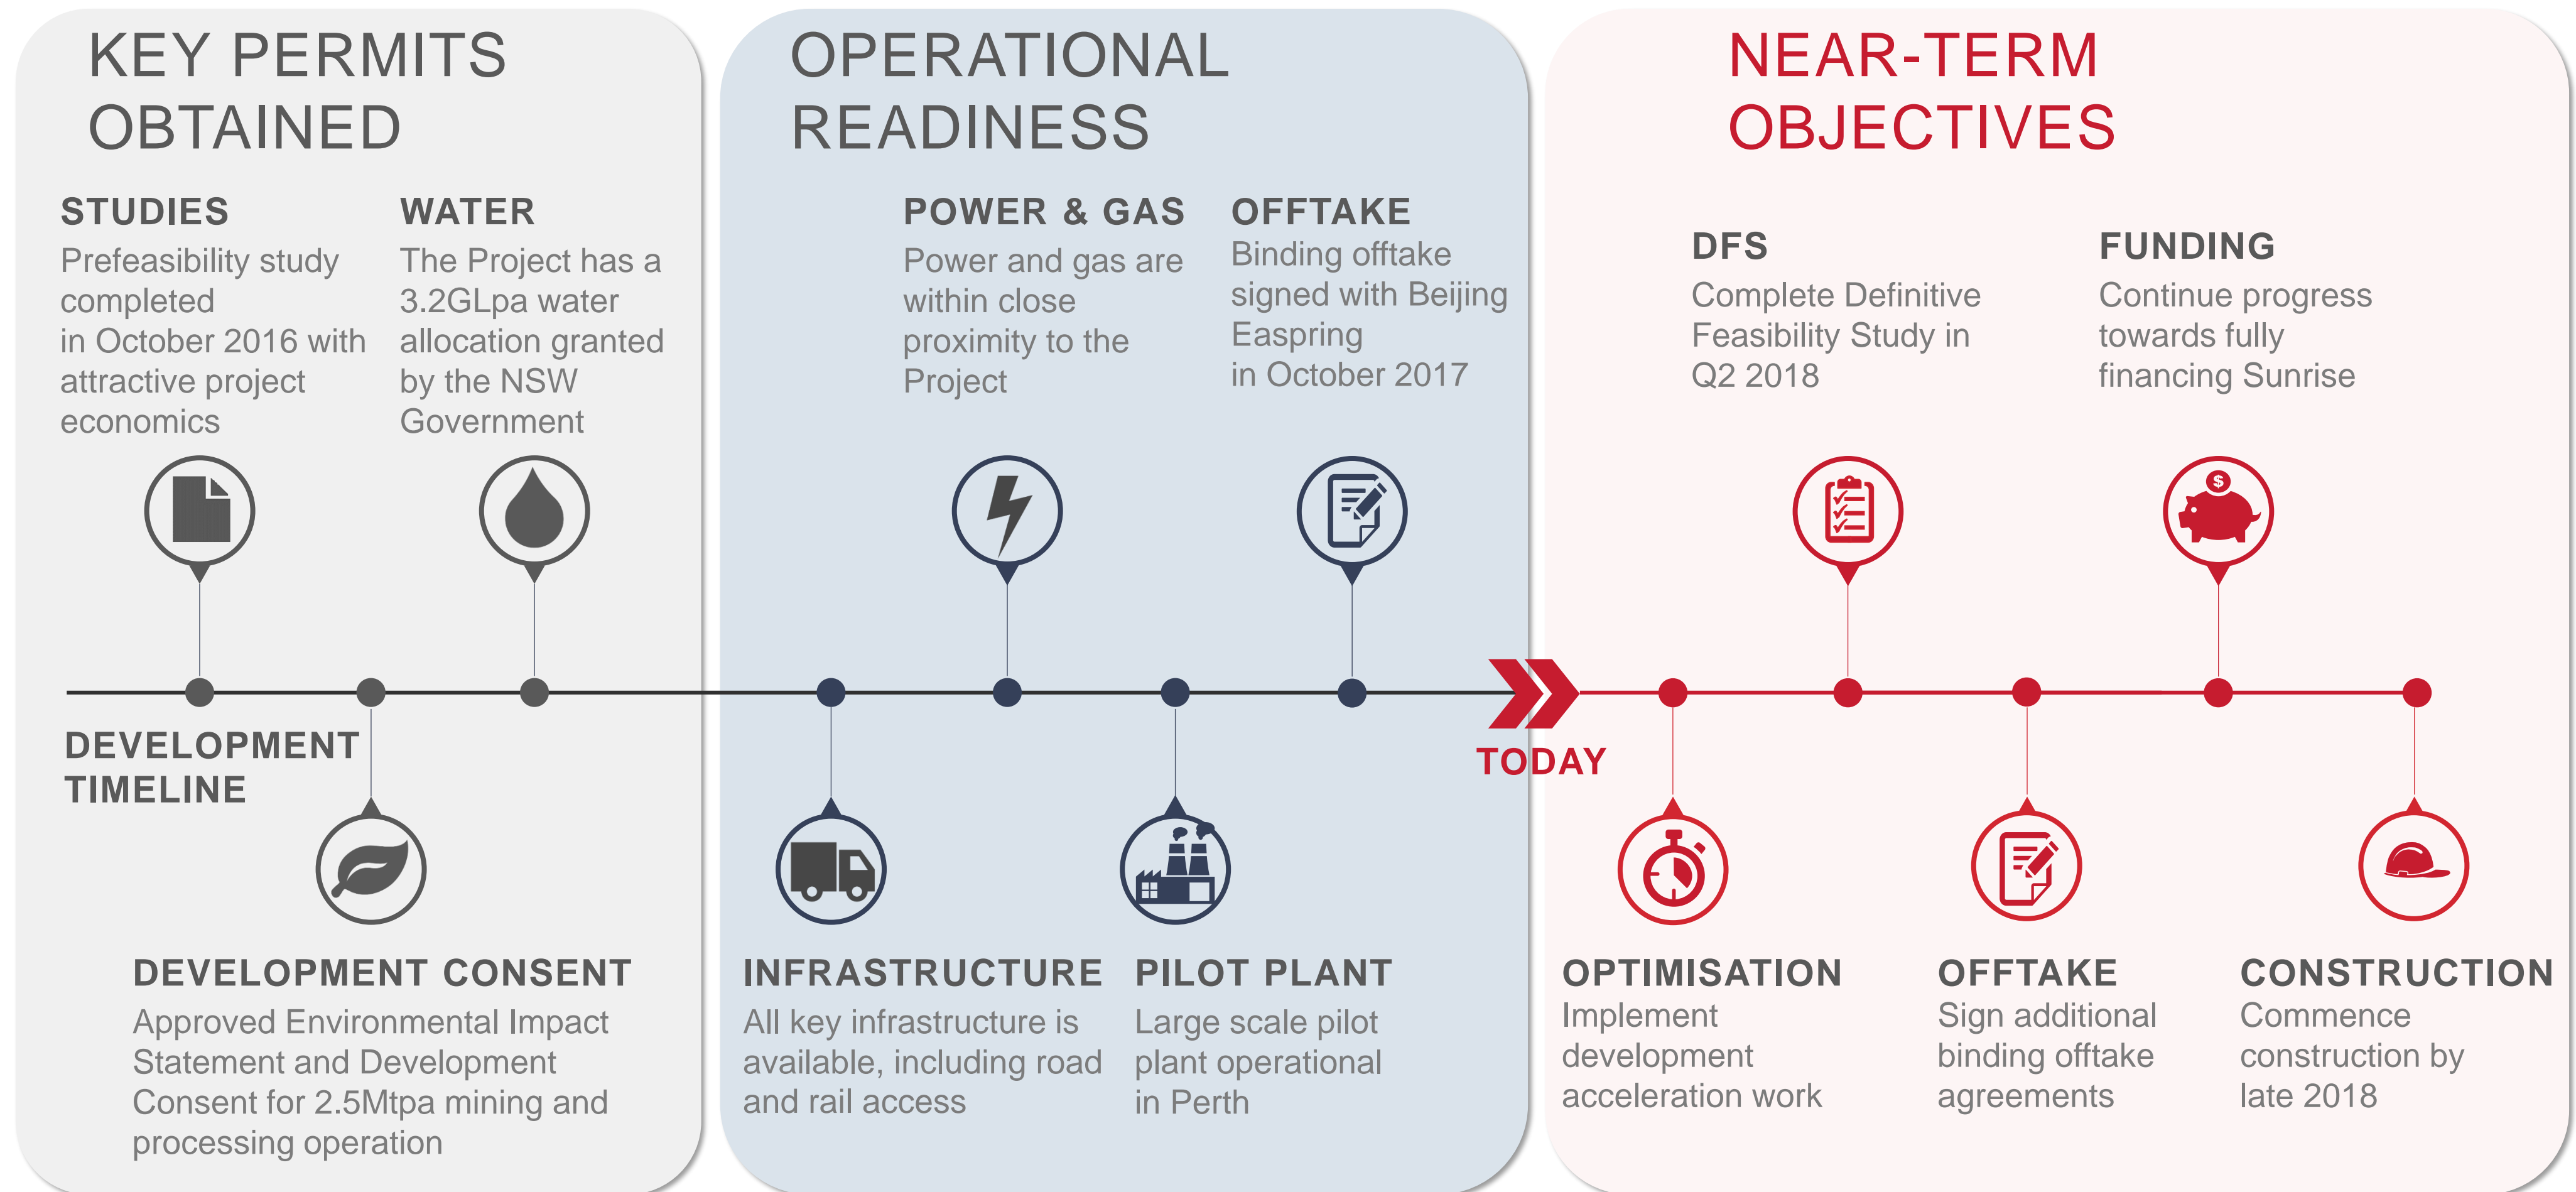 KEY PERMITS
OBTAINED
STUDIES
Prefeasibility study
completed
in October 2016 with
attractive project
economics
WATER
The Project has a
3.2GLpa water
allocation granted
by the NSW
Government
DEVELOPMENT
TIMELINE
DEVELOPMENT CONSENT
Approved Environmental Impact
Statement and Development
Consent for 2.5Mtpa mining and
processing operation
OPERATIONAL
READINESS
POWER & GAS
Power and gas are
within close
proximity to the
Project
OFFTAKE
Binding offtake
signed with Beijing
Easpring
in October 2017
INFRASTRUCTURE
All key infrastructure is
available, including road
and rail access
PILOT PLANT
Large scale pilot
plant operational
in Perth
TODAY
NEAR-TERM
OBJECTIVES
DFS
Complete Definitive
Feasibility Study in
Q2 2018
FUNDING
Continue progress
towards fully
financing Sunrise
$
OPTIMISATION
Implement
development
acceleration work
OFFTAKE
Sign additional
binding offtake
agreements
CONSTRUCTION
Commence
construction by
late 2018